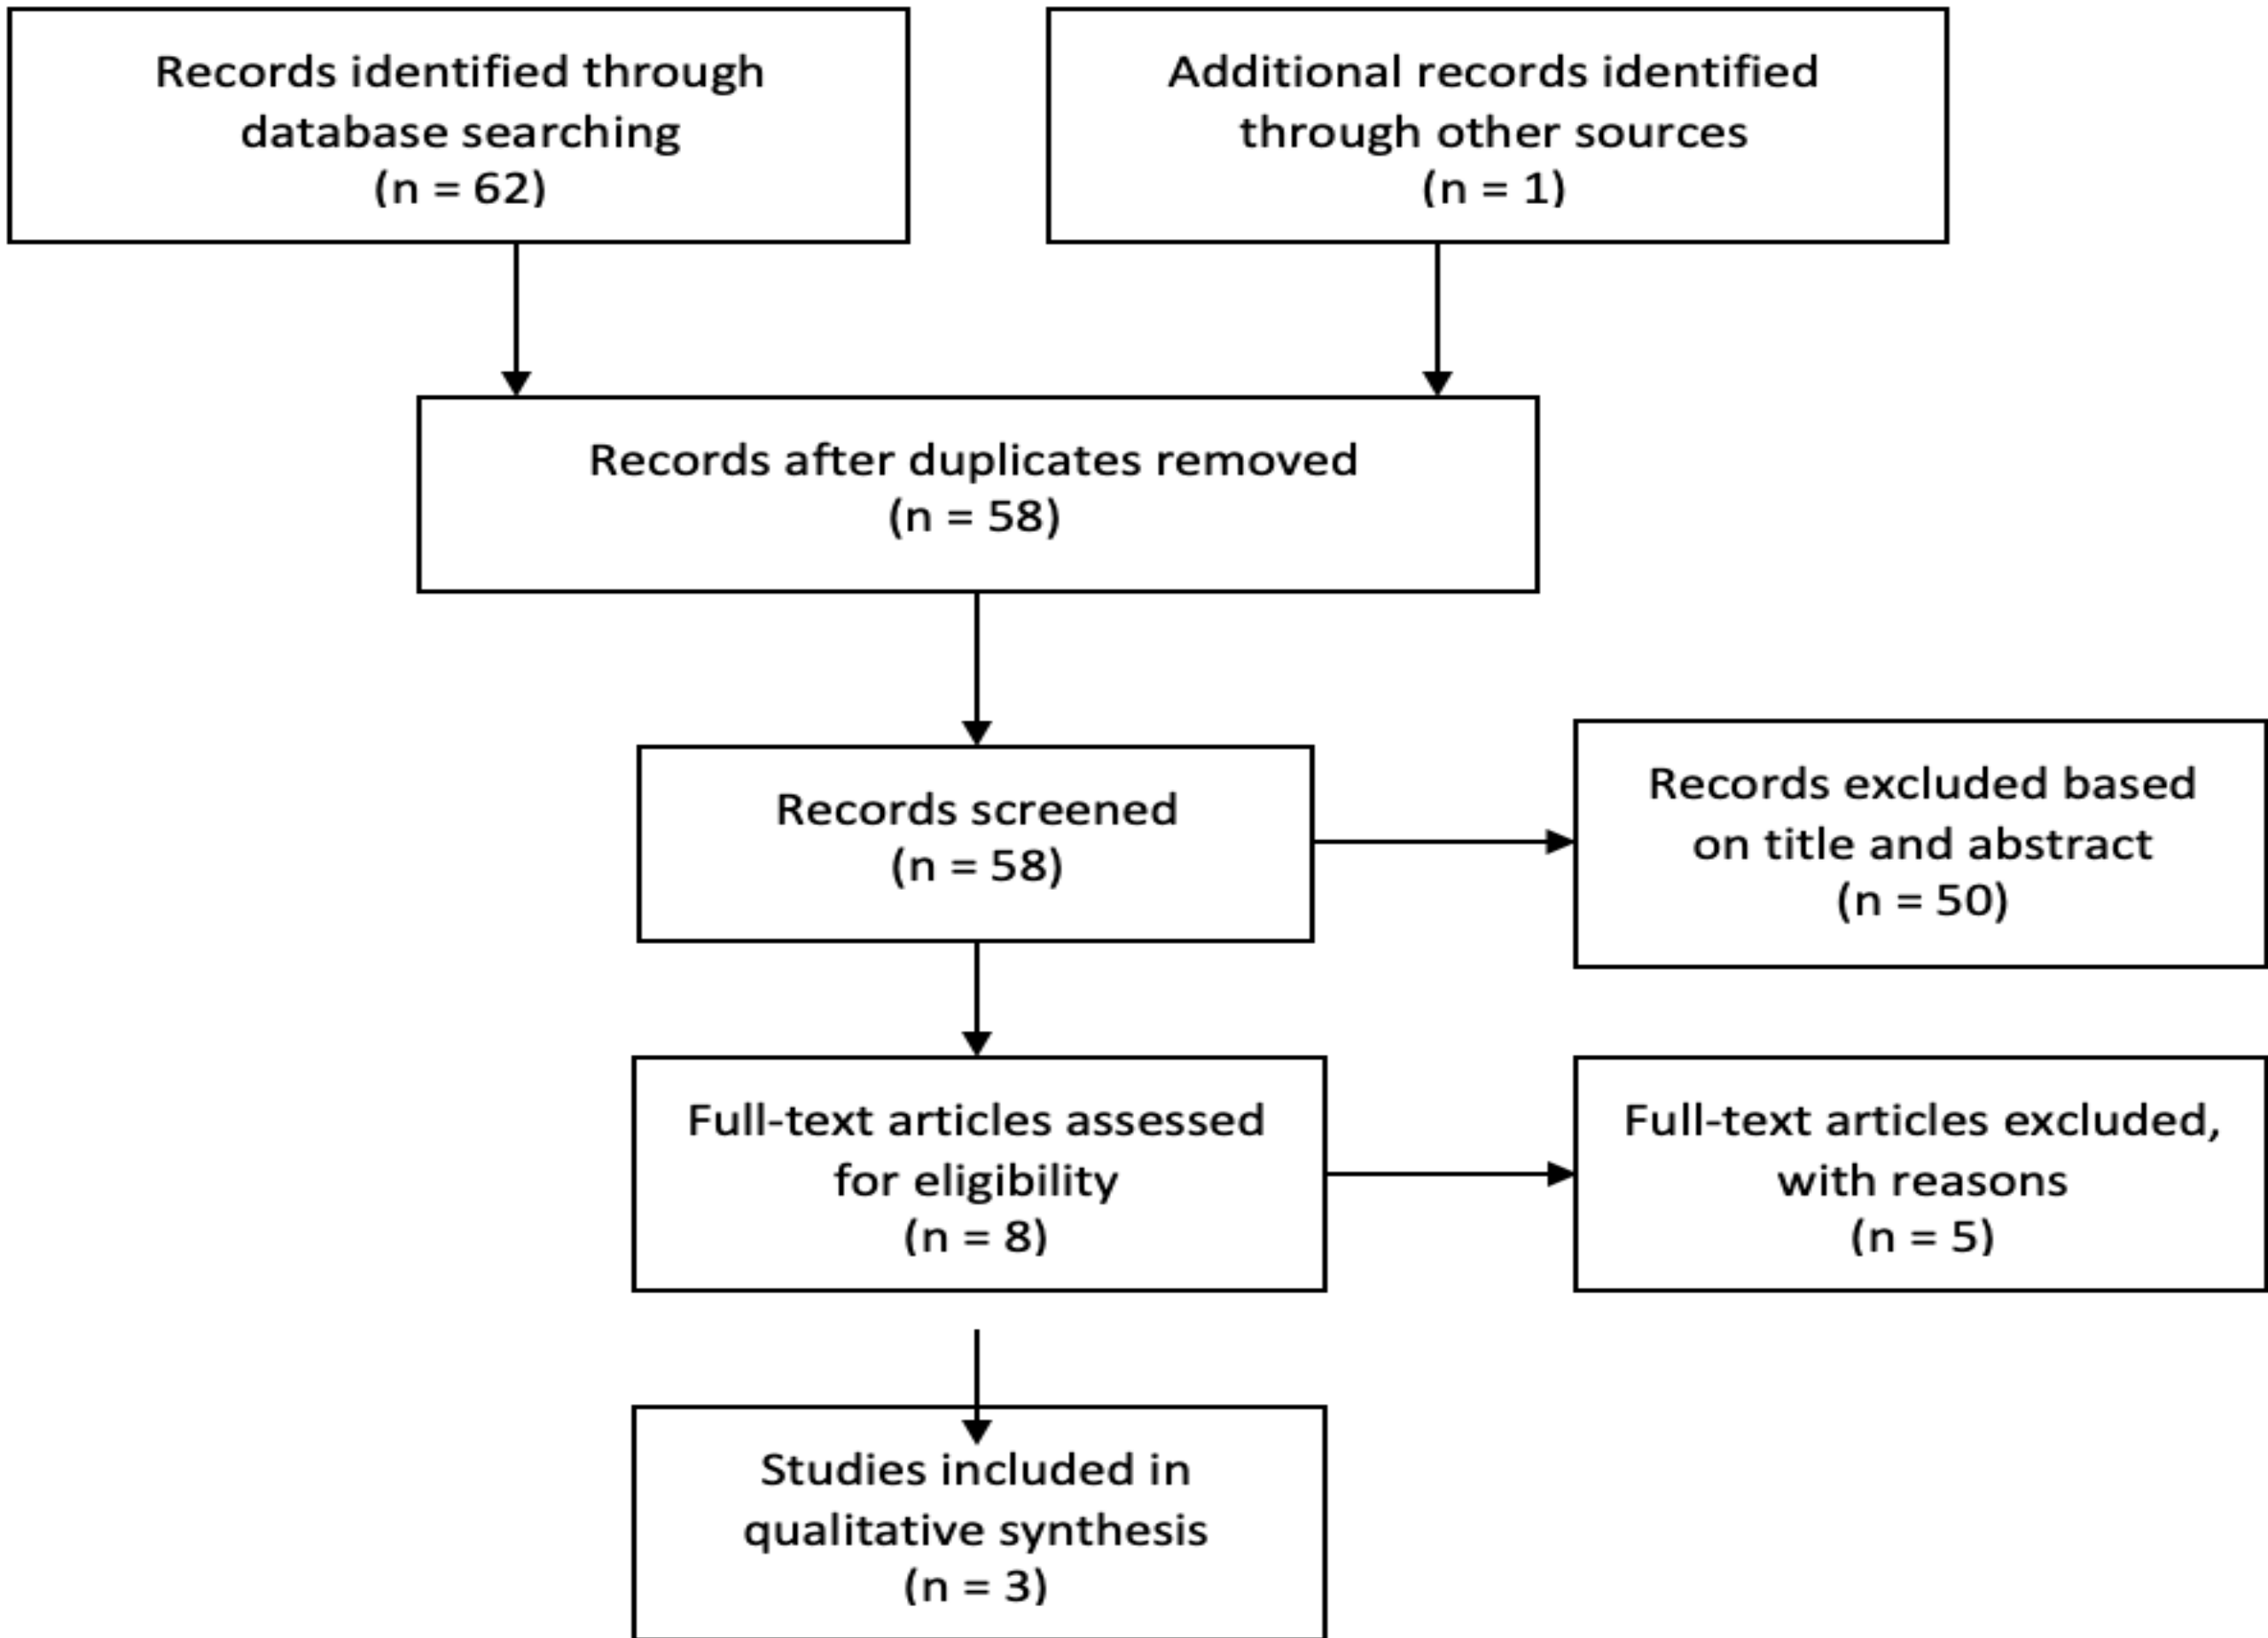 Records identified through
database searching
(n = 62)
Additional records identified
through other sources
(n = 1)
Records after duplicates removed
(n = 58)
Records screened
(n = 58)
Records excluded based
on title and abstract
(n = 50)
Full-text articles assessed
for eligibility
(n = 8)
Full-text articles excluded,
with reasons
(n = 5)
Studies included in
qualitative synthesis
(n = 3)